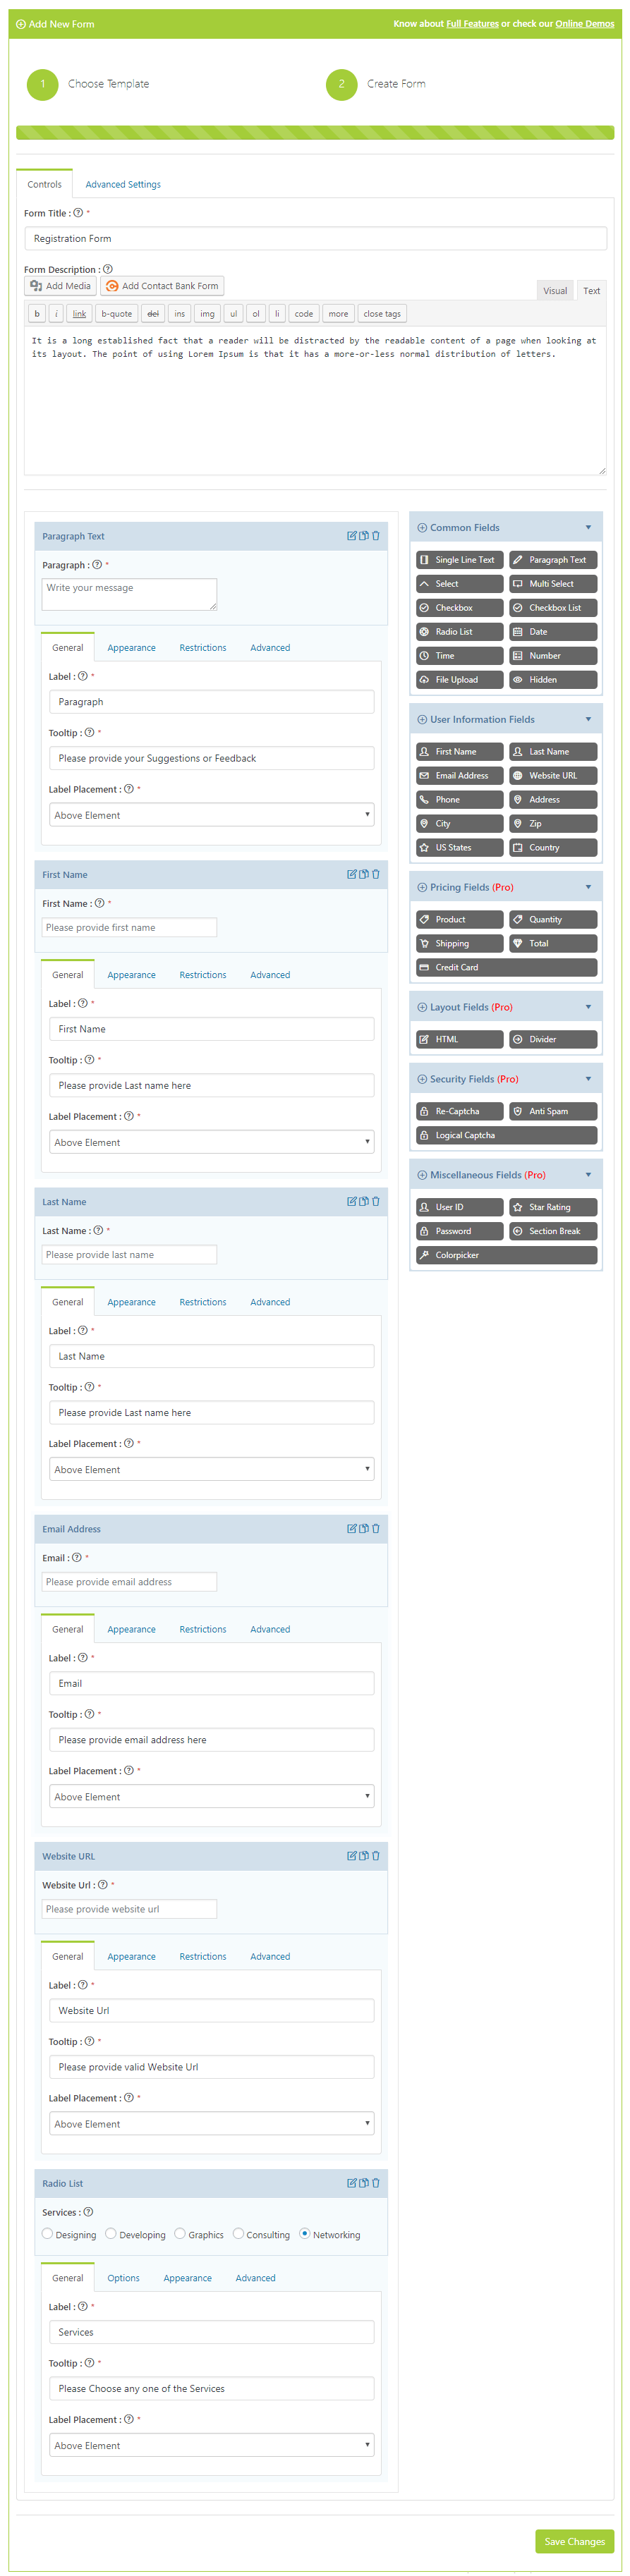 Add New Form
Know about Full Features or check our Online Demos
1 Choose Template
2 Create Form
Controls Advanced Settings
Form Title : *
Registration Form
Form Description :
Add Media Add Contact Bank Form
Visual Text
b i link b-quote del ins img ul ol li code more close tags
It is a long established fact that a reader will be distracted by the readable content of a page when looking at
its layout. The point of using Lorem Ipsum is that it has a more-or-less normal distribution of letters.
Paragraph Text
Paragraph : *
Write your message
General Appearance Restrictions Advanced
Label : *
Paragraph
Tooltip : *
Please provide your Suggestions or Feedback
Label Placement : *
Above Element
First Name
First Name : *
Please provide first name
General Appearance Restrictions Advanced
Label : *
First Name
Tooltip : *
Please provide Last name here
Label Placement : *
Above Element
Last Name
Last Name : *
Please provide last name
General Appearance Restrictions Advanced
Label : *
Last Name
Tooltip : *
Please provide Last name here
Label Placement : *
Above Element
Email Address
Email : *
Please provide email address
General Appearance Restrictions Advanced
Label : *
Email
Tooltip : *
Please provide email address here
Label Placement : *
Above Element
Website URL
Website Url : *
Please provide website url
General Appearance Restrictions Advanced
Label : *
Website Url
Tooltip : *
Please provide valid Website Url
Label Placement : *
Above Element
Radio List
Services :
Designing Developing Graphics Consulting Networking
General Options Appearance Advanced
Label : *
Services
Tooltip : *
Please Choose any one of the Services
Label Placement : *
Above Element
Common Fields
Single Line Text Paragraph Text
Select Multi Select
Checkbox Checkbox List
Radio List Date
Time Number
File Upload Hidden
User Information Fields
First Name Last Name
Email Address Website URL
Phone Address
City Zip
US States Country
Pricing Fields (Pro)
Product Quantity
Shipping Total
Credit Card
Layout Fields (Pro)
HTML Divider
Security Fields (Pro)
Re-Captcha Anti Spam
Logical Captcha
Miscellaneous Fields (Pro)
User ID Star Rating
Password Section Break
Colorpicker
Save Changes